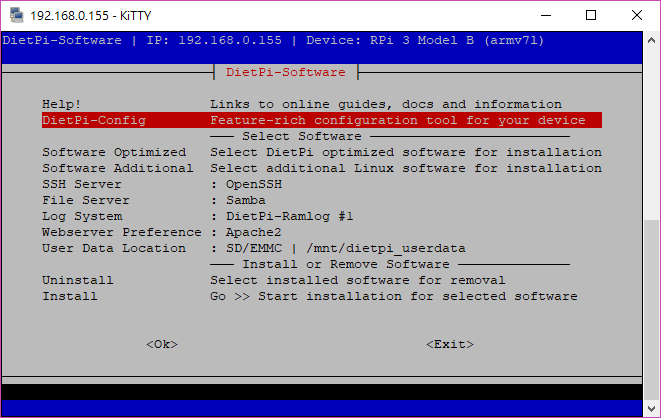 192.168.0.155 - KiTTY
DietPi-Software | IP: 192.168.0.155 | Device: RPi 3 Model B (armv7l)
DietPi-Software
Help! Links to online guides, docs and information
DietPi-Config Feature-rich configuration tool for your device
Select Software
Software Optimized Select DietPi optimized software for installation
Software Additional Select additional Linux software for installation
SSH Server : OpenSSH
File Server : Samba
Log System : DietPi-Ramlog #1
Webserver Preference : Apache2
User Data Location : SD/EMMC | /mnt/dietpi_userdata
Install or Remove Software
Uninstall Select installed software for removal
Install Go >> Start installation for selected software
<Ok> <Exit>